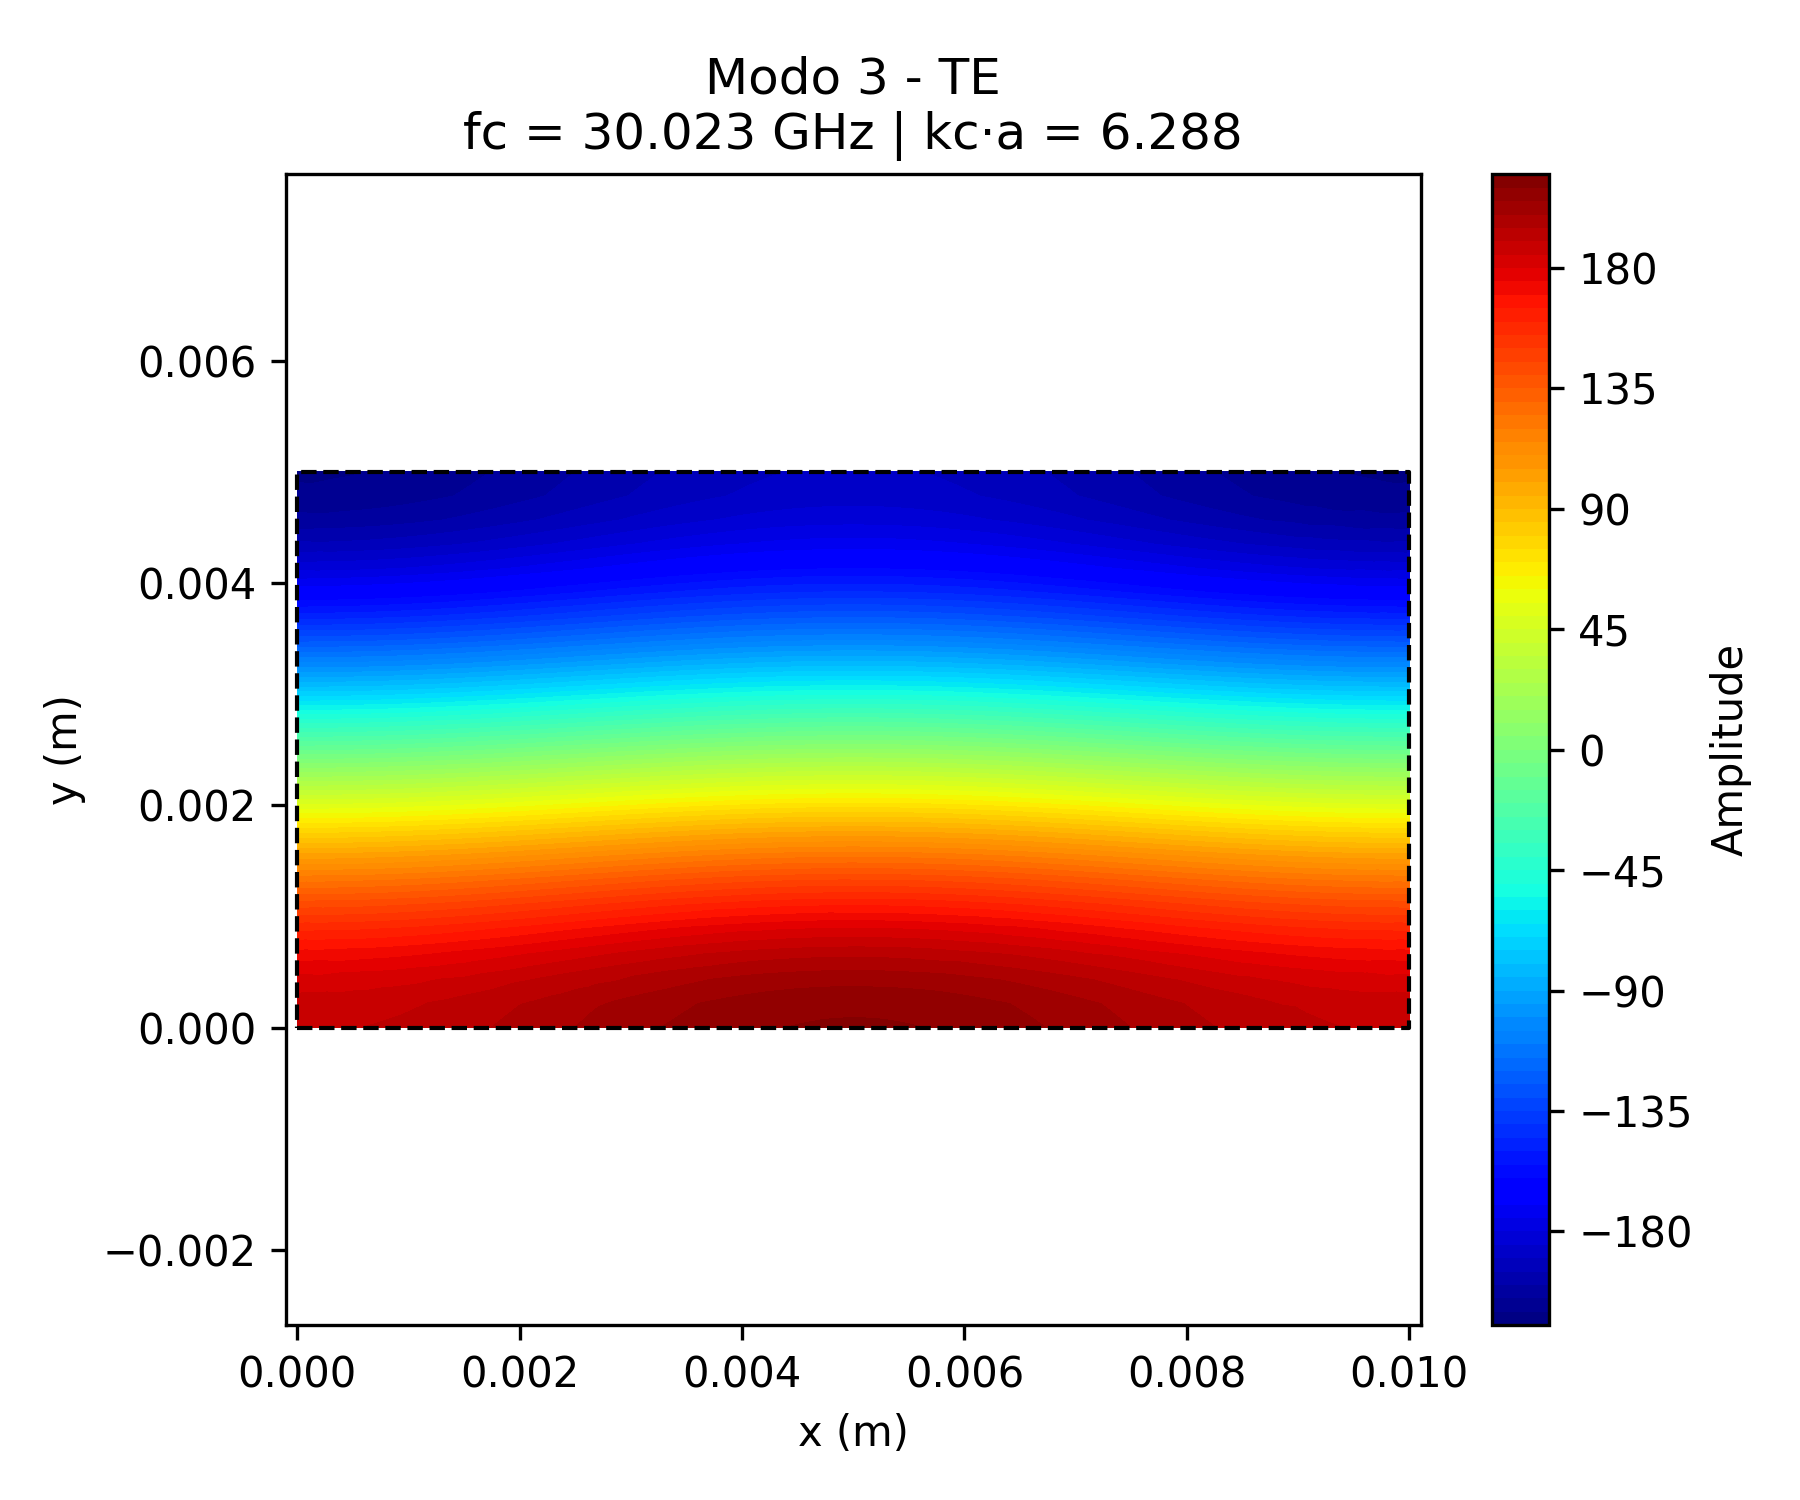 Modo 3 - TE
fc = 30.023 GHz | kc·a = 6.288
0.006
0.004
0.002
0.000
−0.002
y (m)
0.000 0.002 0.004 0.006 0.008 0.010
x (m)
180
135
90
45
0
−45
−90
−135
−180
Amplitude